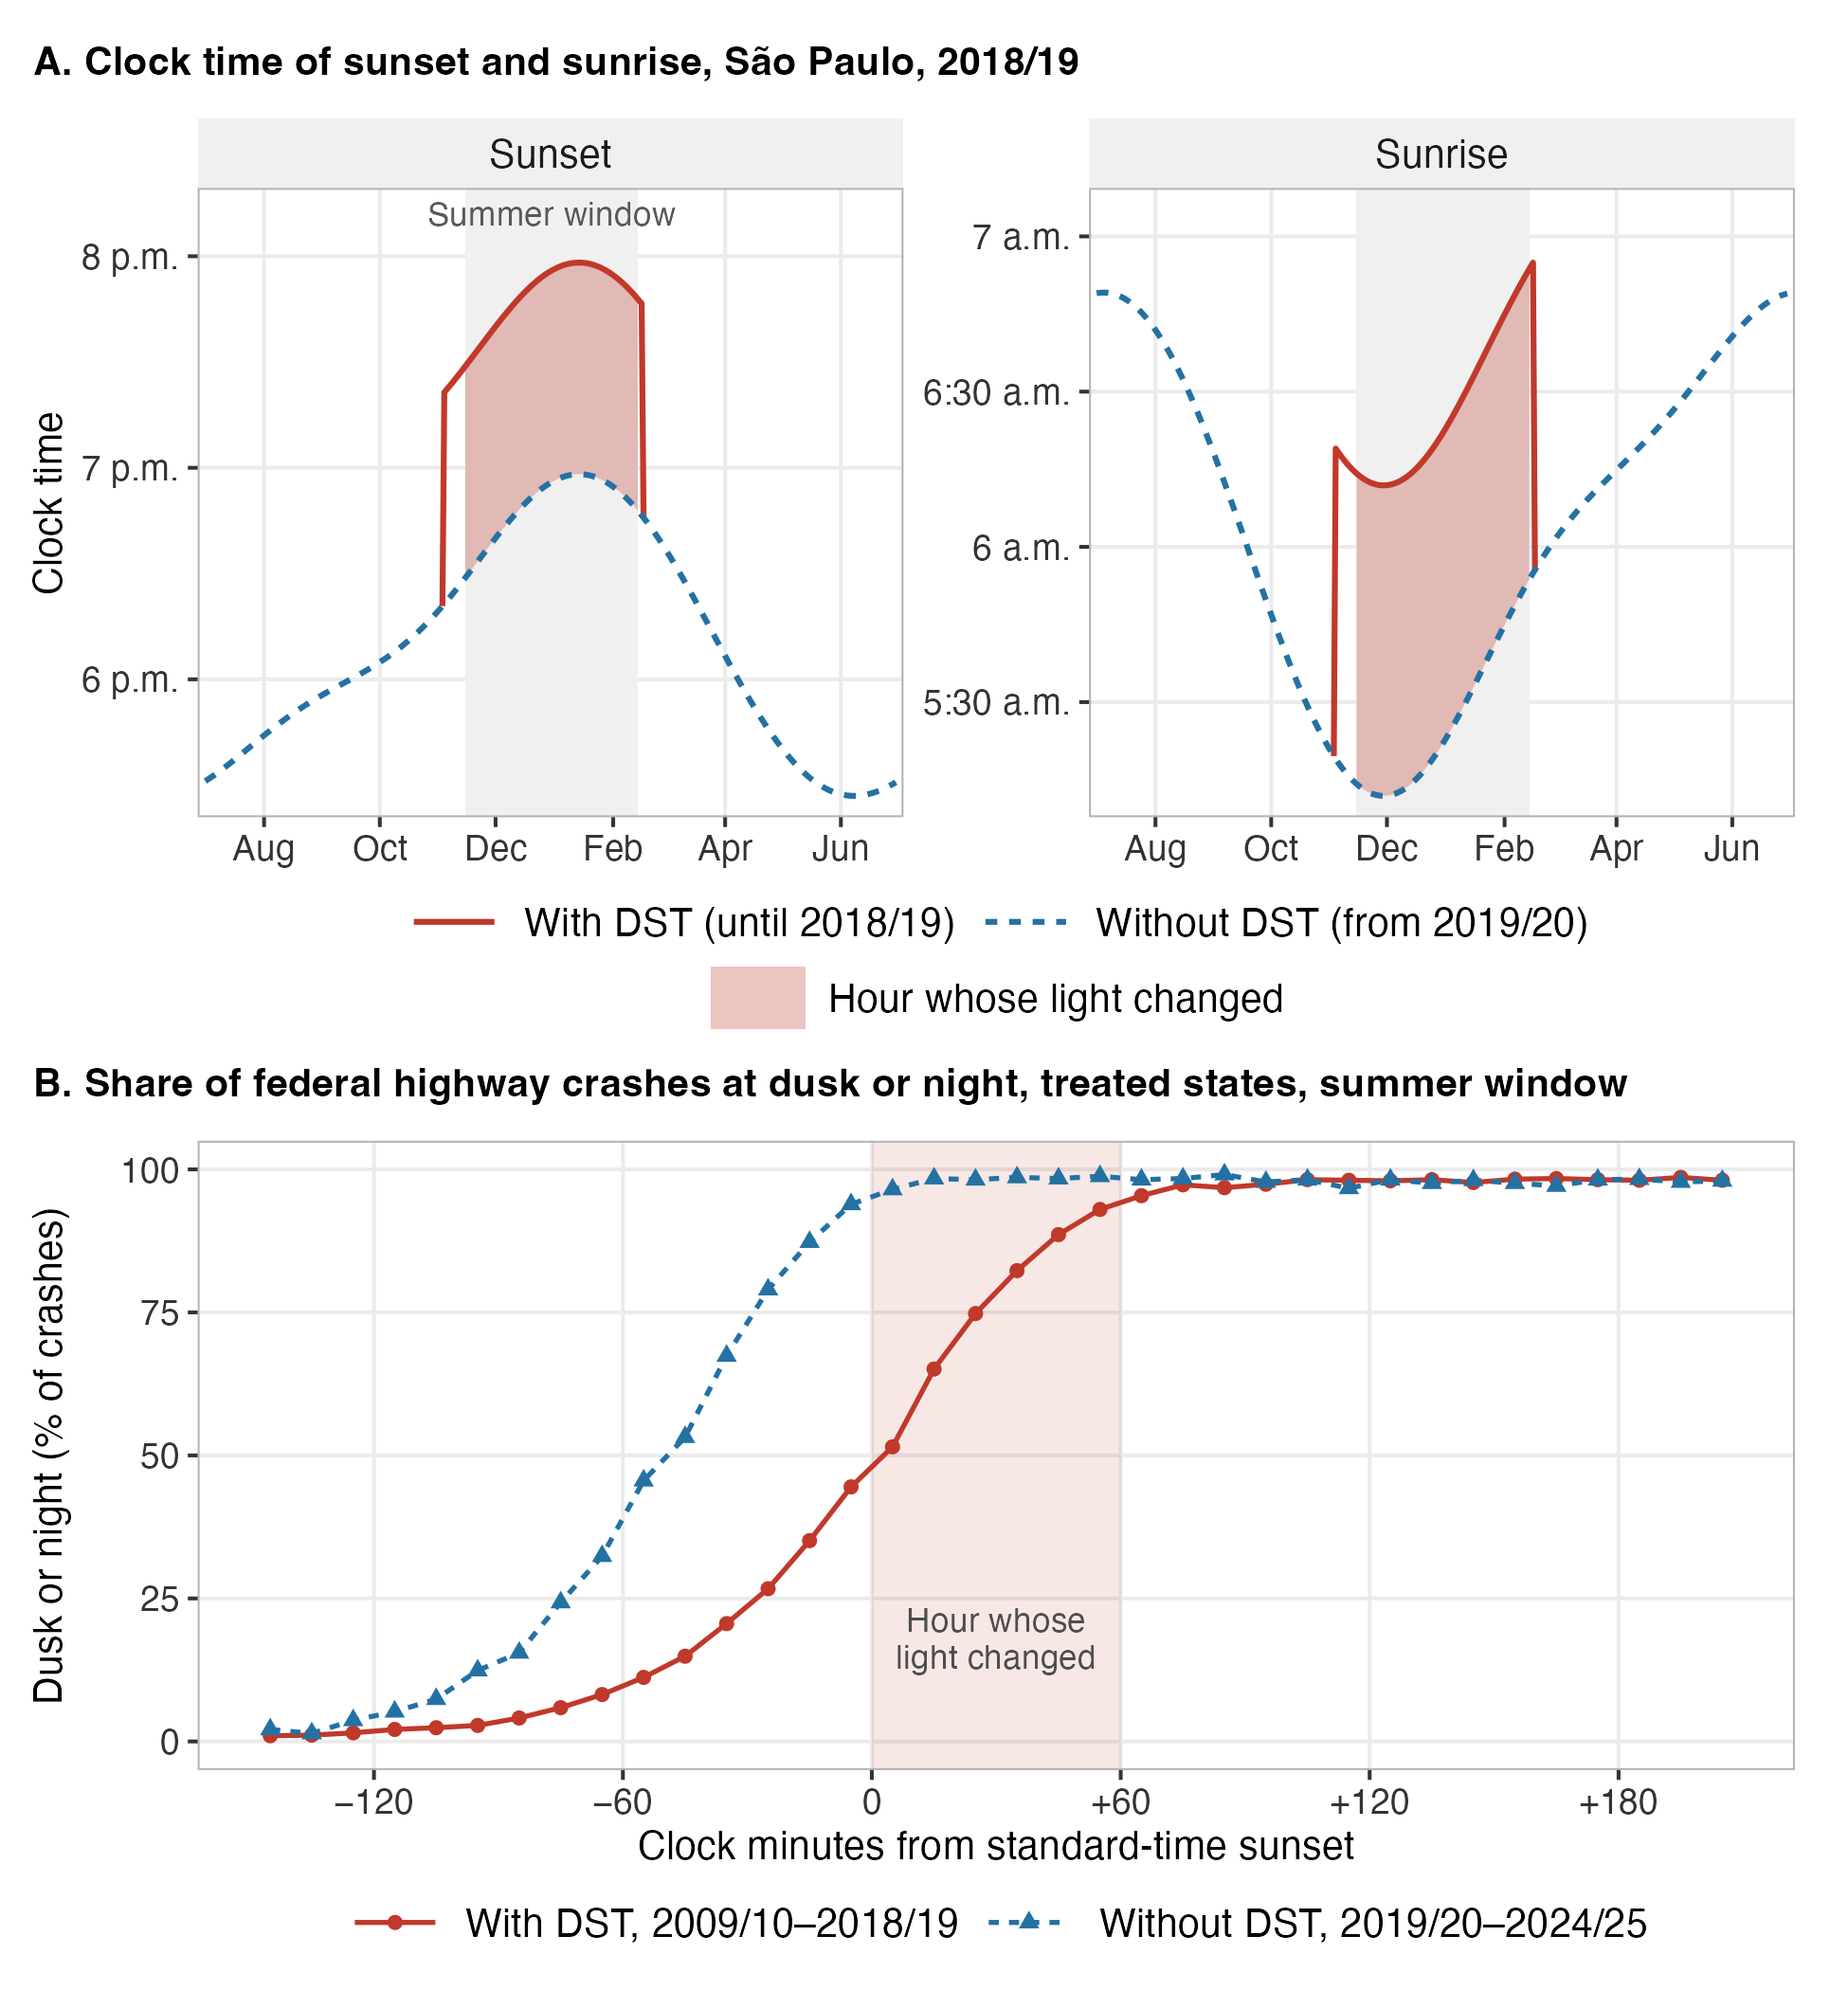 A. Clock time of sunset and sunrise, São Paulo, 2018/19
Sunset
Sunrise
Summer window
Clock time
8 p.m.
7 p.m.
6 p.m.
7 a.m.
6:30 a.m.
6 a.m.
5:30 a.m.
Aug Oct Dec Feb Apr Jun
Aug Oct Dec Feb Apr Jun
With DST (until 2018/19) Without DST (from 2019/20)
Hour whose light changed
B. Share of federal highway crashes at dusk or night, treated states, summer window
Dusk or night (% of crashes)
100
75
50
25
0
Hour whose
light changed
−120 −60 0 +60 +120 +180
Clock minutes from standard-time sunset
With DST, 2009/10–2018/19 Without DST, 2019/20–2024/25